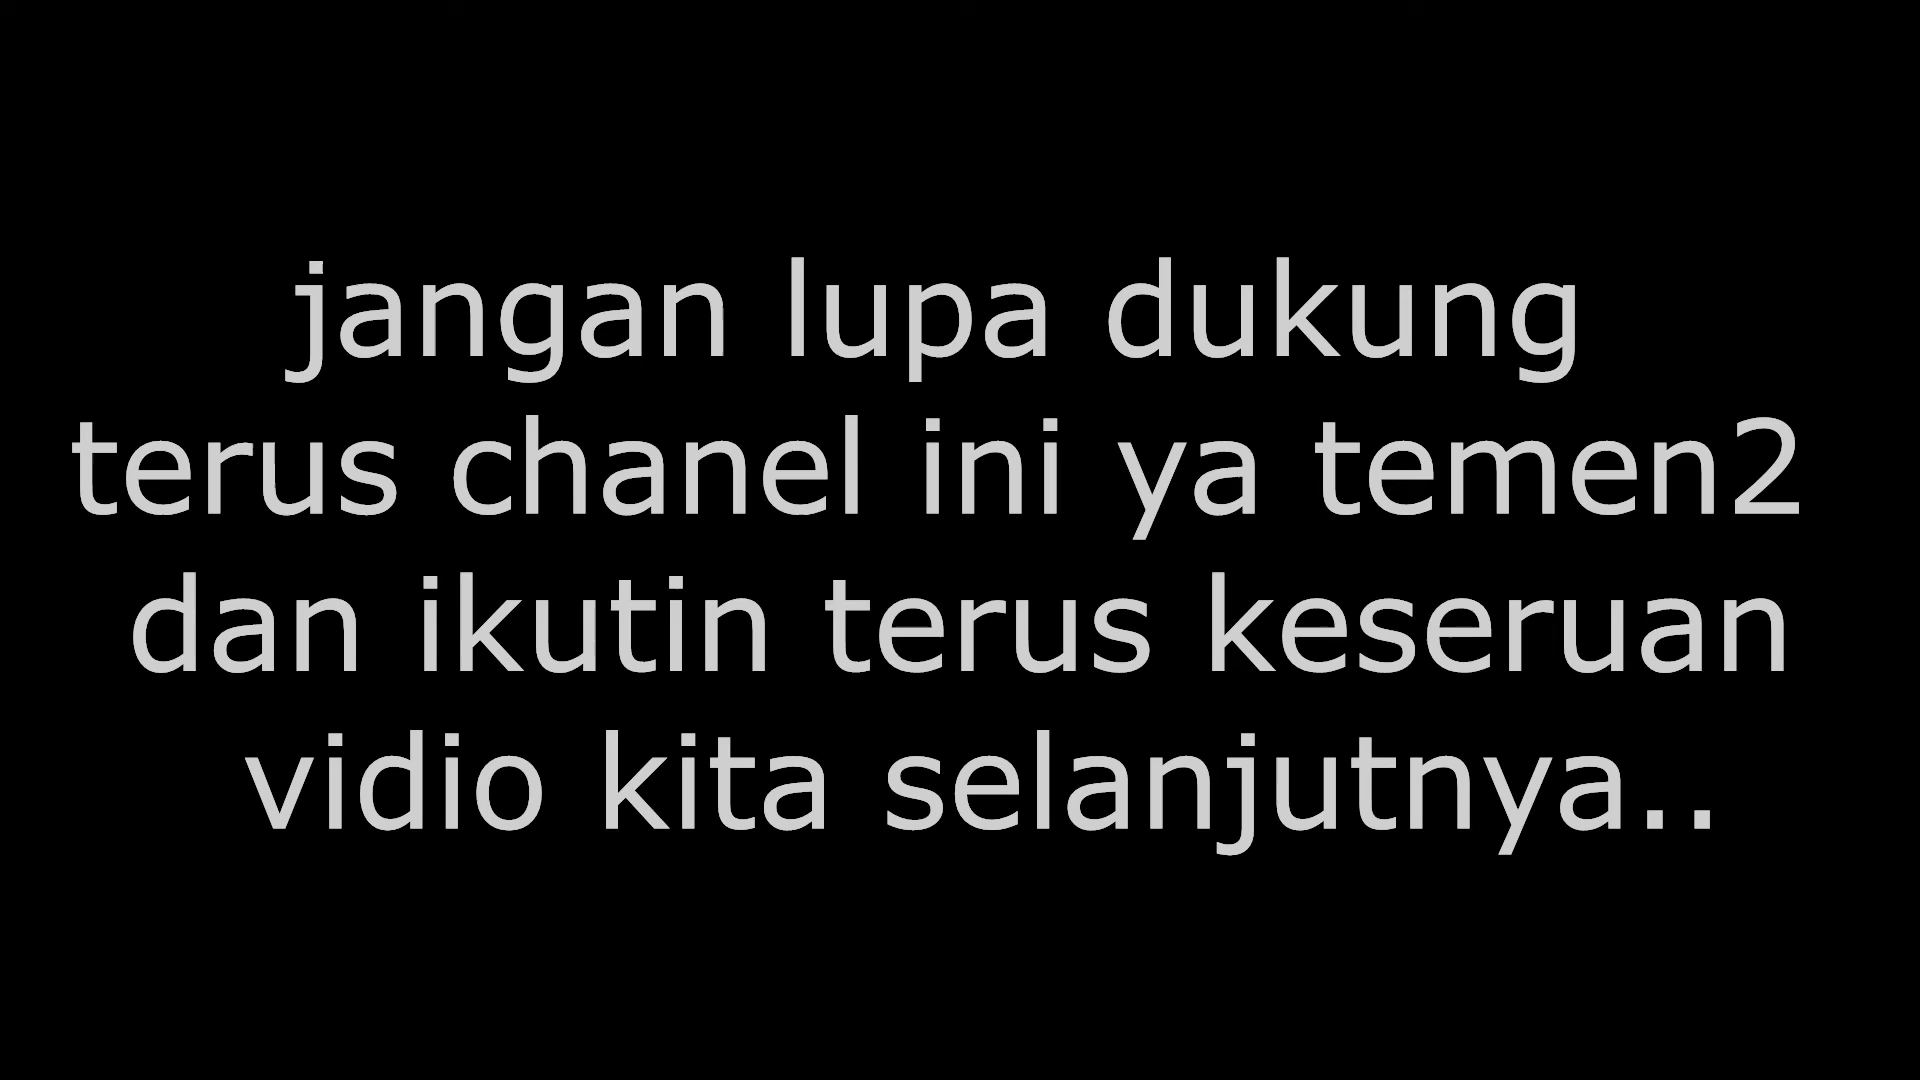 jangan lupa dukung
terus chanel ini ya temen2
dan ikutin terus keseruan
vidio kita selanjutnya..